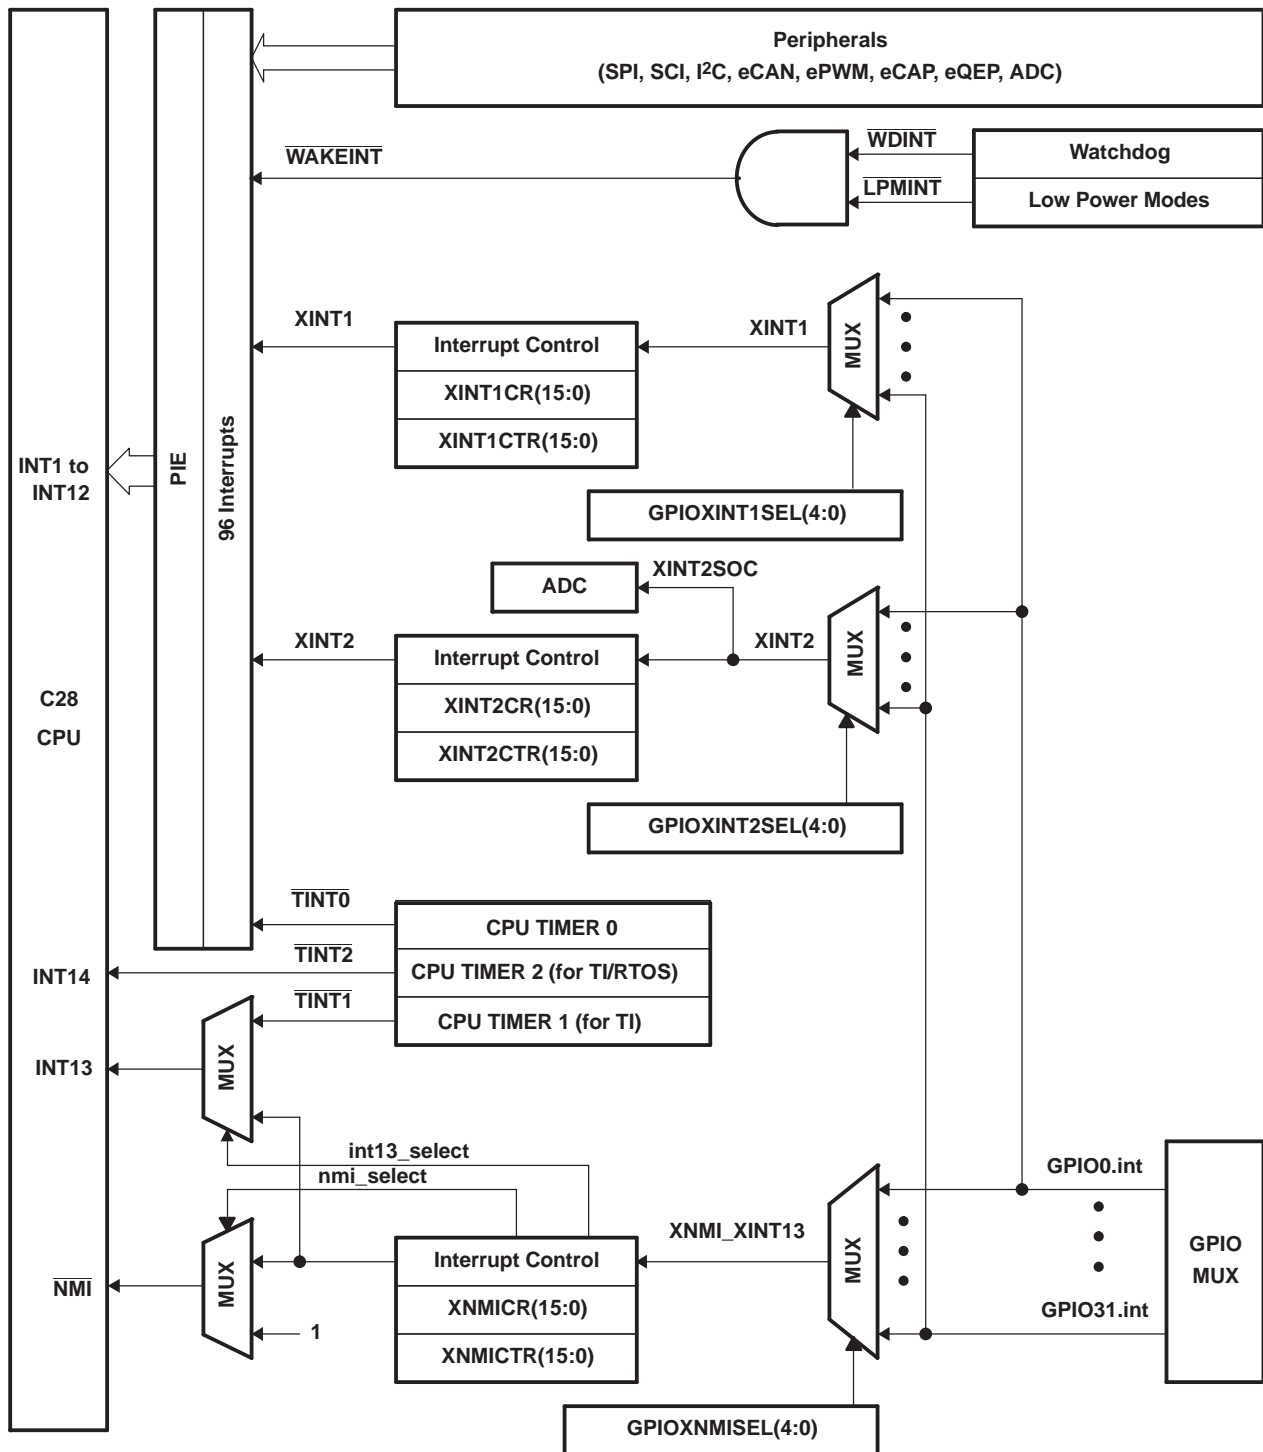 Peripherals
(SPI, SCI, I²C, eCAN, ePWM, eCAP, eQEP, ADC)
WDINT
Watchdog
WAKEINT
LPMINT
Low Power Modes
XINT1
Interrupt Control
XINT1CR(15:0)
XINT1CTR(15:0)
XINT1
MUX
GPIOXINT1SEL(4:0)
INT1 to
INT12
PIE
96 Interrupts
C28
CPU
ADC
XINT2SOC
XINT2
Interrupt Control
XINT2CR(15:0)
XINT2CTR(15:0)
XINT2
MUX
GPIOXINT2SEL(4:0)
TINT0
CPU TIMER 0
INT14
TINT2
CPU TIMER 2 (for TI/RTOS)
TINT1
CPU TIMER 1 (for TI)
INT13
MUX
int13_select
nmi_select
GPIO0.int
XNMI_XINT13
Interrupt Control
XNMICR(15:0)
XNMICTR(15:0)
MUX
GPIO
MUX
NMI
MUX
1
GPIO31.int
GPIOXNMISEL(4:0)